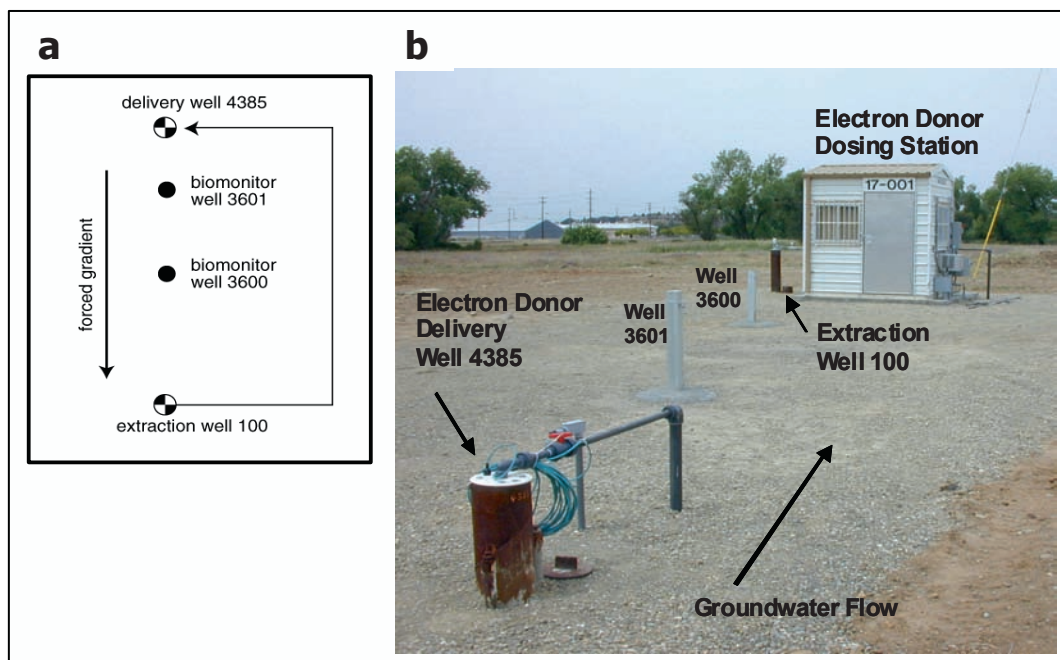 a
delivery well 4385
biomonitor
well 3601
biomonitor
well 3600
forced gradient
extraction well 100
b
Electron Donor
Dosing Station
17-001
Well
3600
Well
3601
Electron Donor
Delivery
Well 4385
Extraction
Well 100
Groundwater Flow